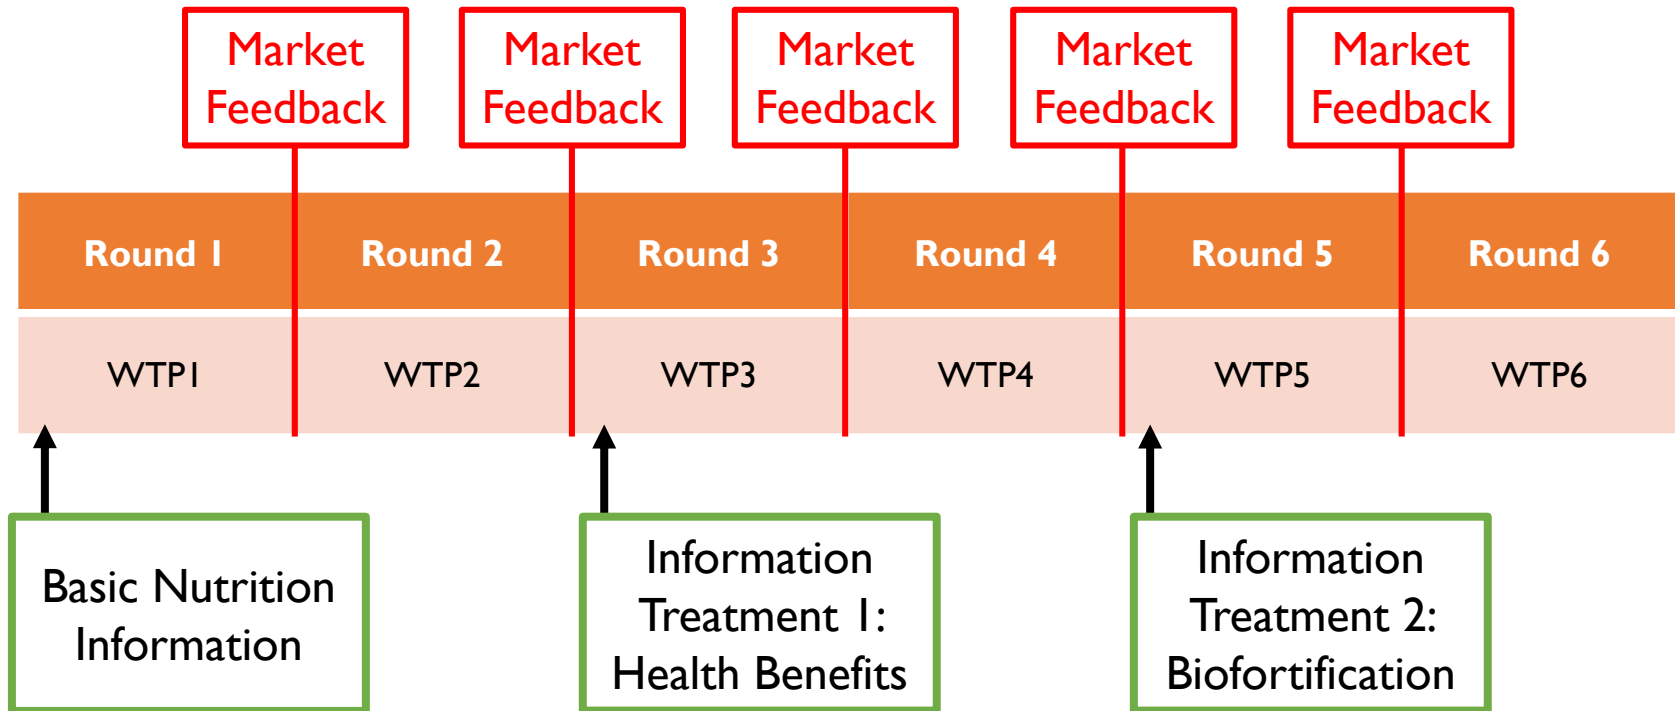 Market
Feedback
Market
Feedback
Market
Feedback
Market
Feedback
Market
Feedback
Round 1
Round 2
Round 3
Round 4
Round 5
Round 6
WTP1
WTP2
WTP3
WTP4
WTP5
WTP6
Basic Nutrition
Information
Information
Treatment 1:
Health Benefits
Information
Treatment 2:
Biofortification